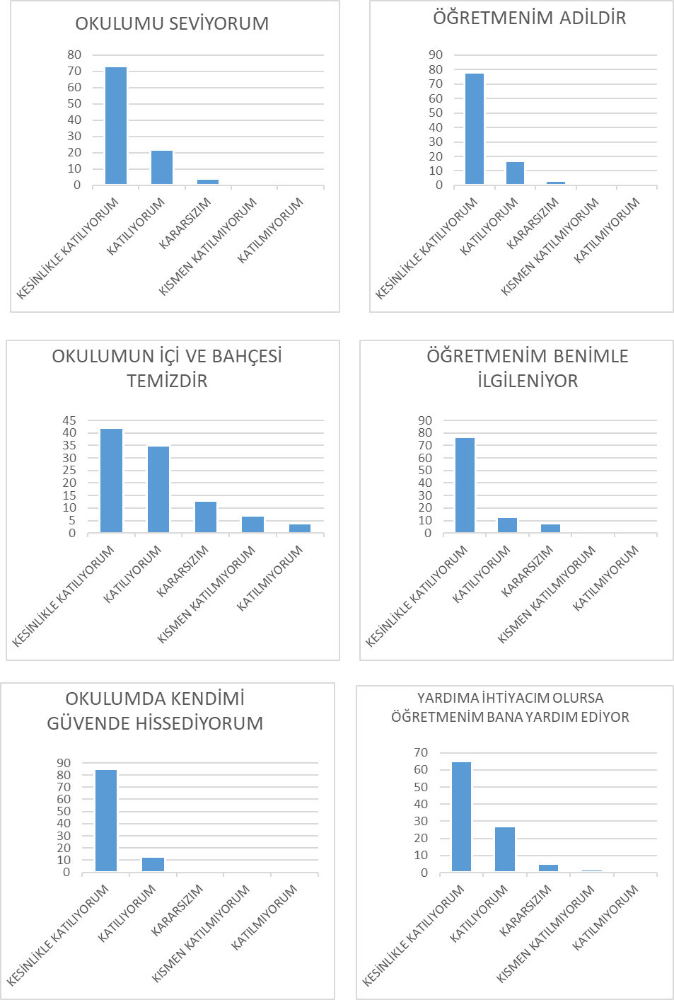 OKULUMU SEVİYORUM
80
70
60
50
40
30
20
10
0
KESİNLİKLE KATILIYORUM
KATILIYORUM
KARARSIZIM
KISMEN KATILMIYORUM
KATILMIYORUM
ÖĞRETMENİM ADİLDİR
90
80
70
60
50
40
30
20
10
0
KESİNLİKLE KATILIYORUM
KATILIYORUM
KARARSIZIM
KISMEN KATILMIYORUM
KATILMIYORUM
OKULUMUN İÇİ VE BAHÇESİ
TEMİZDİR
45
40
35
30
25
20
15
10
5
0
KESİNLİKLE KATILIYORUM
KATILIYORUM
KARARSIZIM
KISMEN KATILMIYORUM
KATILMIYORUM
ÖĞRETMENİM BENİMLE
İLGİLENİYOR
90
80
70
60
50
40
30
20
10
0
KESİNLİKLE KATILIYORUM
KATILIYORUM
KARARSIZIM
KISMEN KATILMIYORUM
KATILMIYORUM
OKULUMDA KENDİMİ
GÜVENDE HİSSEDİYORUM
90
80
70
60
50
40
30
20
10
0
KESİNLİKLE KATILIYORUM
KATILIYORUM
KARARSIZIM
KISMEN KATILMIYORUM
KATILMIYORUM
YARDIMA İHTİYACIM OLURSA
ÖĞRETMENİM BANA YARDIM EDİYOR
70
60
50
40
30
20
10
0
KESİNLİKLE KATILIYORUM
KATILIYORUM
KARARSIZIM
KISMEN KATILMIYORUM
KATILMIYORUM